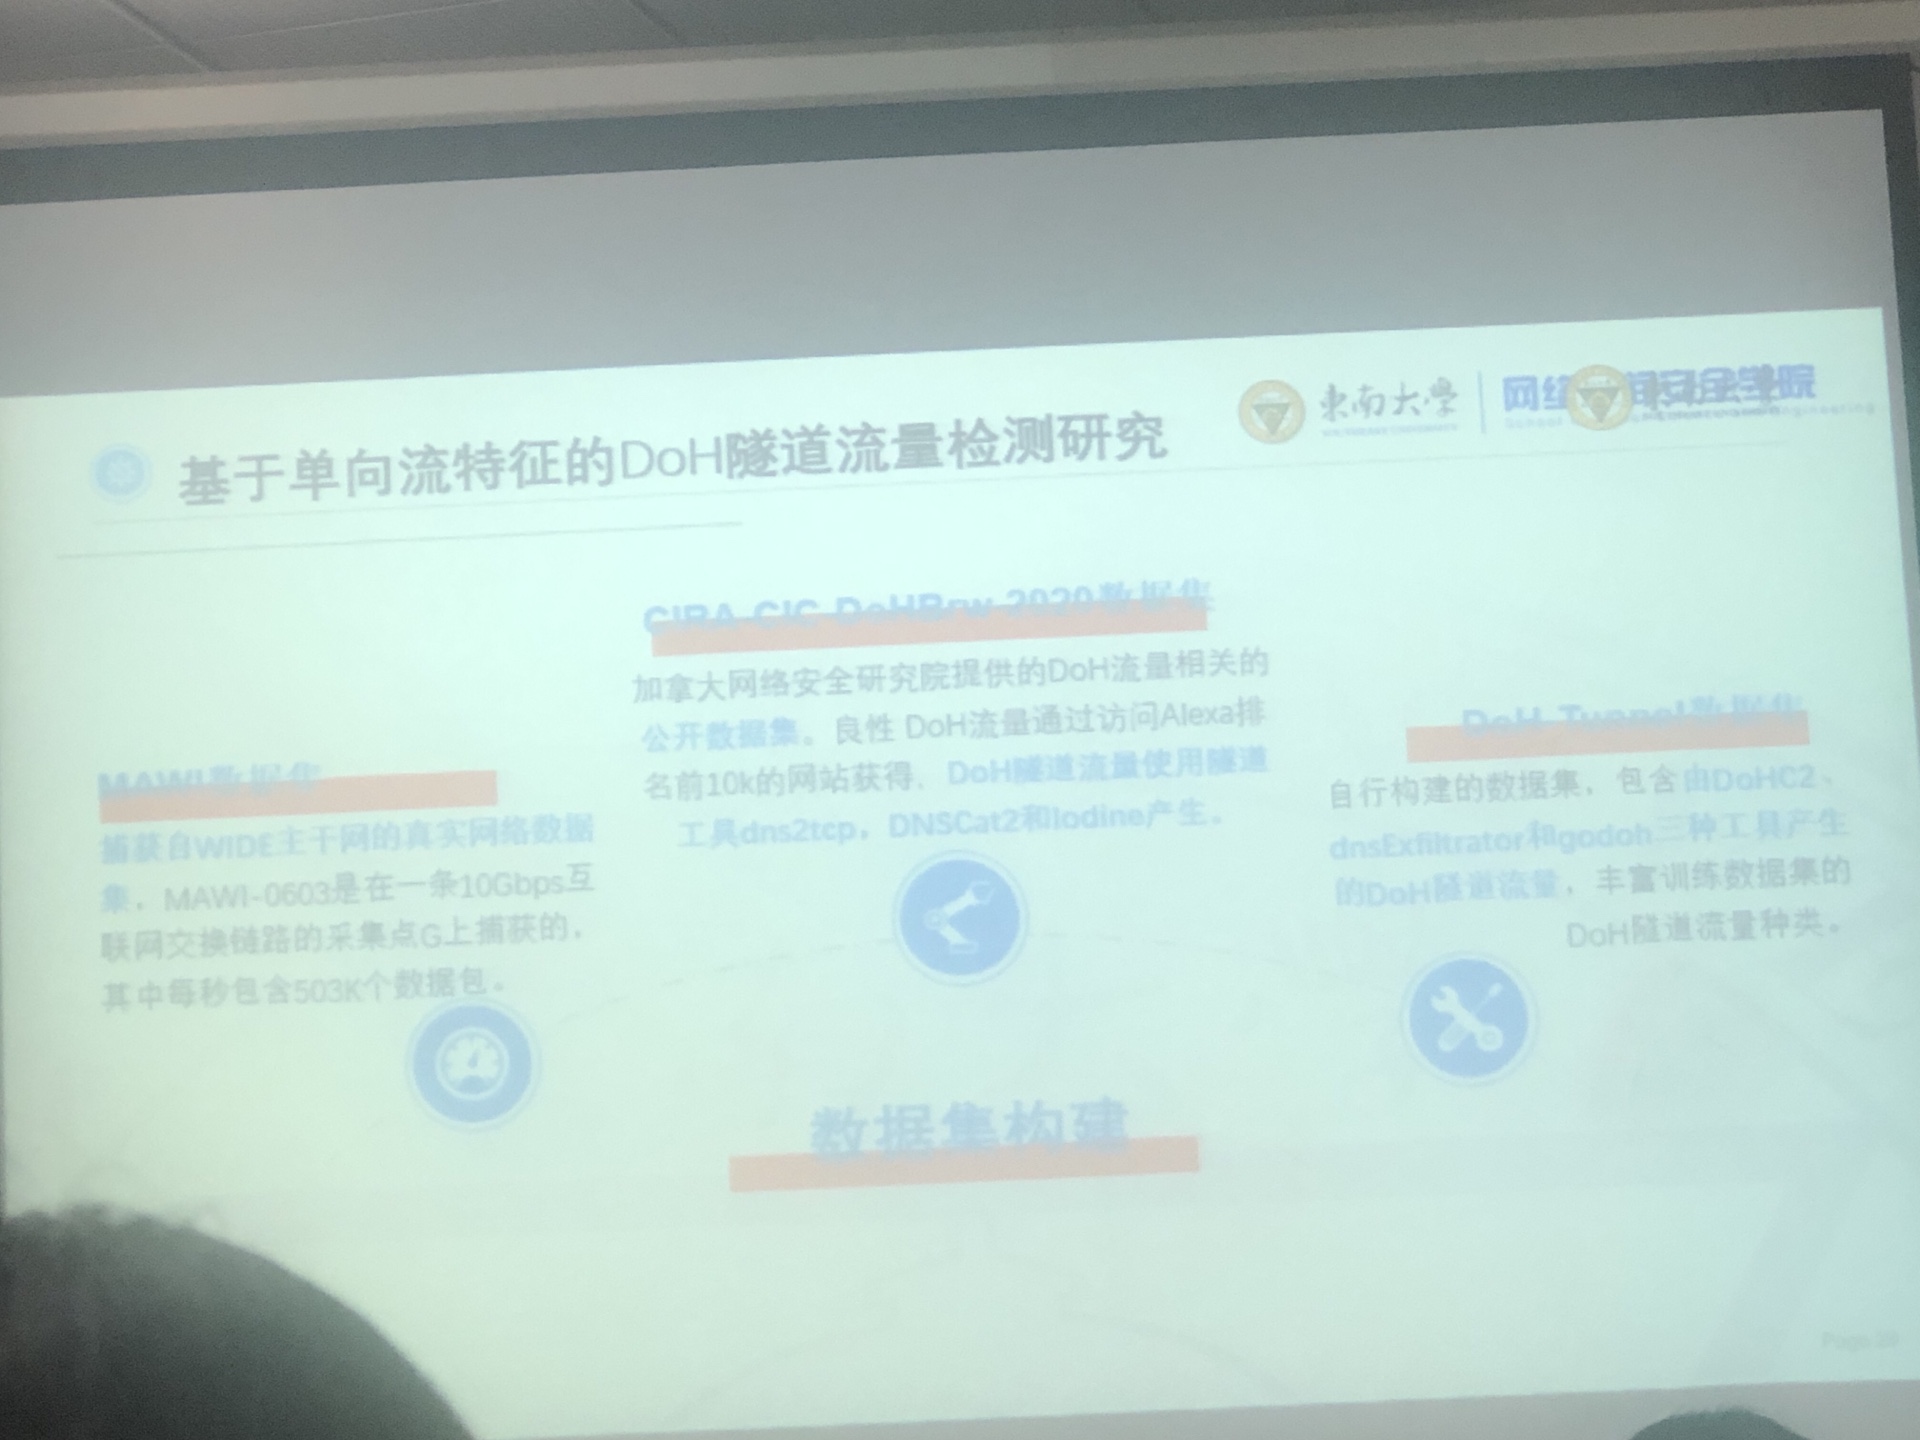 基于单向流特征的DoH隧道流量检测研究
東南大學
网络
学院
CIRA-CIC-DoHBrw-2020数据集
加拿大网络安全研究院提供的DoH流量相关的
公开数据集。良性 DoH流量通过访问Alexa排
名前10k的网站获得，DoH隧道流量使用隧道
工具dns2tcp，DNSCat2和Iodine产生。
MAWI数据集
捕获自WIDE主干网的真实网络数据
集，MAWI-0603是在一条10Gbps互
联网交换链路的采集点G上捕获的，
其中每秒包含503K个数据包。
DoH-Tunnel数据集
自行构建的数据集，包含由DoHC2、
dnsExfiltrator和godoh三种工具产生
的DoH隧道流量，丰富训练数据集的
DoH隧道流量种类。
数据集构建
Page